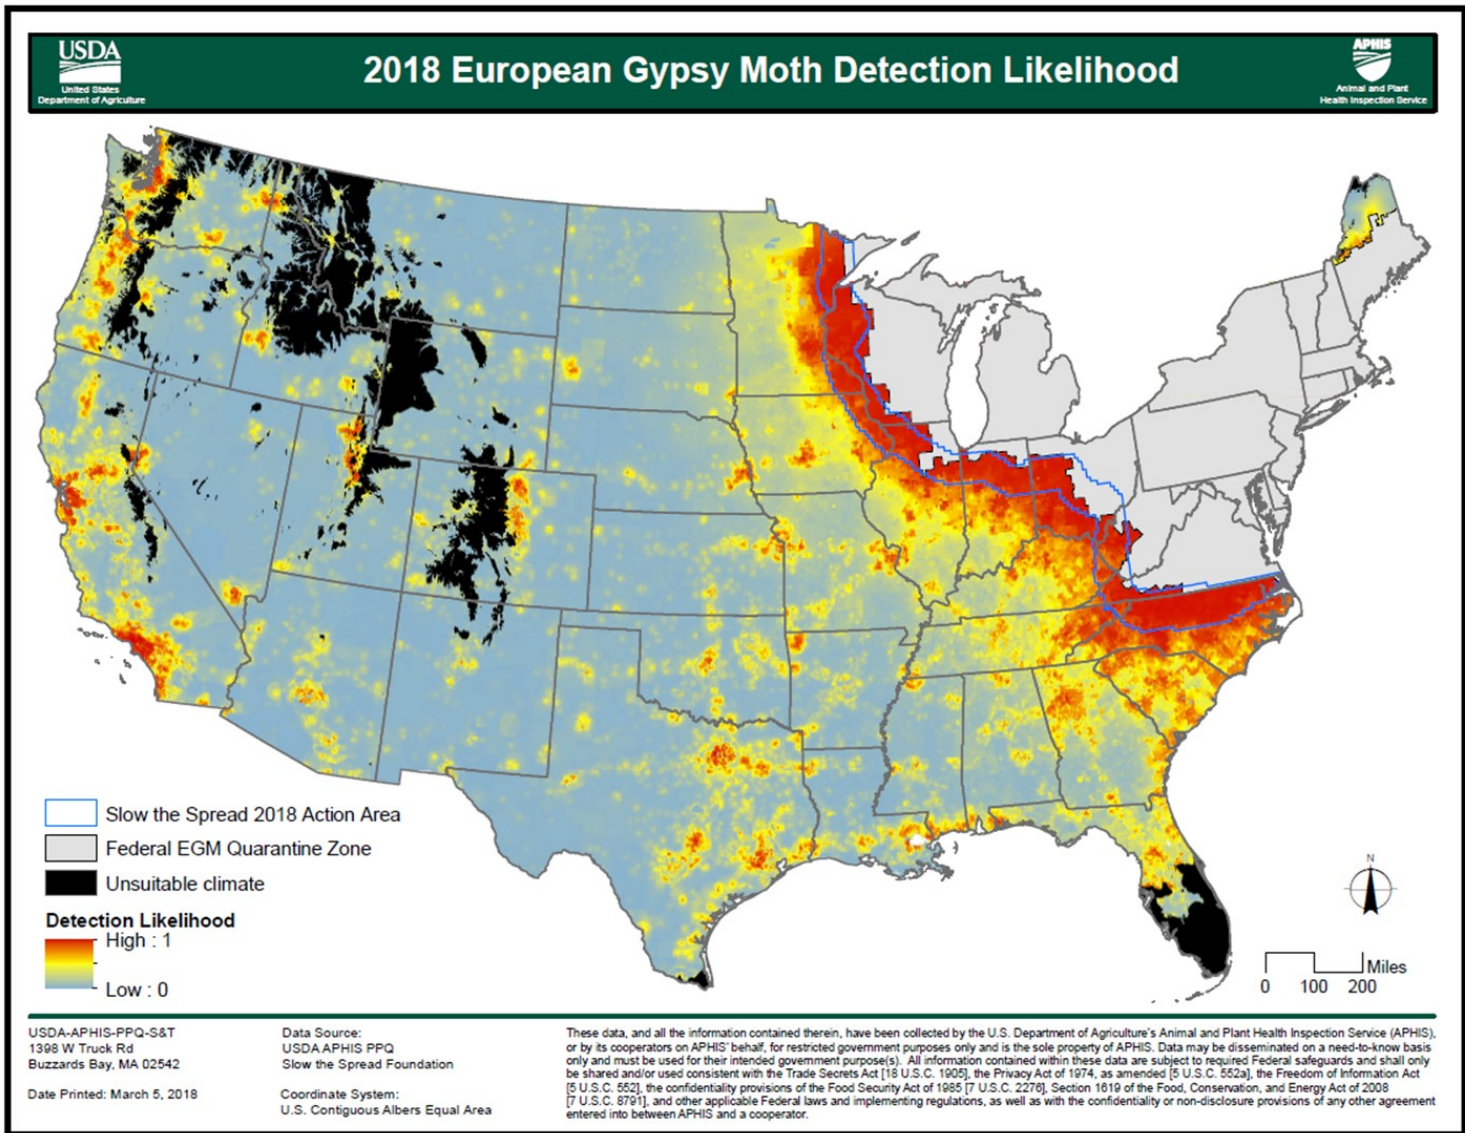 USDA
United States
Department of Agriculture
2018 European Gypsy Moth Detection Likelihood
APHIS
Animal and Plant
Health Inspection Service
Slow the Spread 2018 Action Area
Federal EGM Quarantine Zone
Unsuitable climate
Detection Likelihood
High : 1
Low : 0
N
Miles
0 100 200
USDA-APHIS-PPQ-S&T
1398 W Truck Rd
Buzzards Bay, MA 02542
Date Printed: March 5, 2018
Data Source:
USDA APHIS PPQ
Slow the Spread Foundation
Coordinate System:
U.S. Contiguous Albers Equal Area
These data, and all the information contained therein, have been collected by the U.S. Department of Agriculture's Animal and Plant Health Inspection Service (APHIS),
or by its cooperators on APHIS' behalf, for restricted government purposes only and is the sole property of APHIS. Data may be disseminated on a need-to-know basis
only and must be used for their intended government purpose(s). All information contained within these data are subject to required Federal safeguards and shall only
be shared and/or used consistent with the Trade Secrets Act [18 U.S.C. 1905], the Privacy Act of 1974, as amended [5 U.S.C. 552a], the Freedom of Information Act
[5 U.S.C. 552], the confidentiality provisions of the Food Security Act of 1985 [7 U.S.C. 2276], Section 1619 of the Food, Conservation, and Energy Act of 2008
[7 U.S.C. 8791], and other applicable Federal laws and implementing regulations, as well as with the confidentiality or non-disclosure provisions of any other agreement
entered into between APHIS and a cooperator.